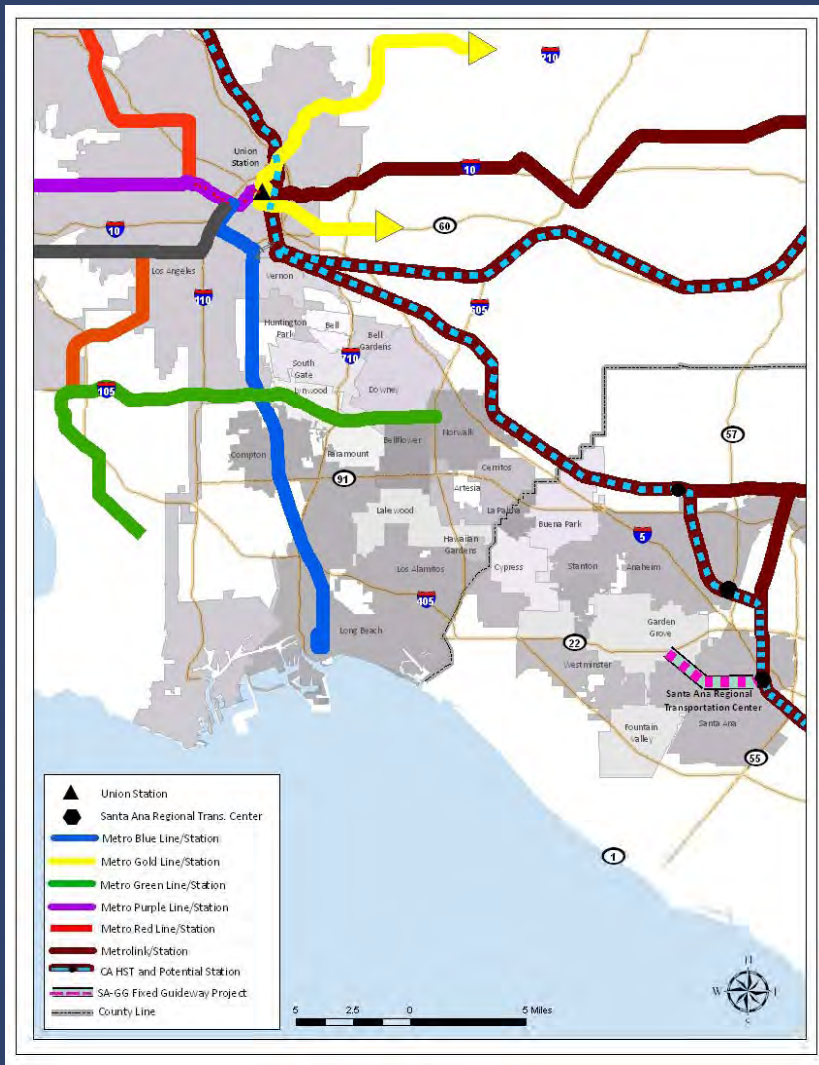 210
Union
Station
10
60
10
Los Angeles
Vernon
110
605
Huntington
Park
Bell
Bell
Gardens
710
South
Gate
Lynwood
Downey
105
57
Norwalk
Bellflower
Compton
Paramount
Cerritos
91
Artesia
La Palma
Lakewood
Buena Park
5
Hawaiian
Gardens
Los Alamitos
Cypress
Stanton
Anaheim
405
Garden
Grove
Long Beach
22
Westminster
Santa Ana Regional
Transportation Center
Santa Ana
Fountain
Valley
55
1
Union Station
Santa Ana Regional Trans. Center
Metro Blue Line/Station
Metro Gold Line/Station
Metro Green Line/Station
Metro Purple Line/Station
Metro Red Line/Station
Metrolink/Station
CA HST and Potential Station
SA-GG Fixed Guideway Project
County Line
5 2.5 0 5 Miles
W
S